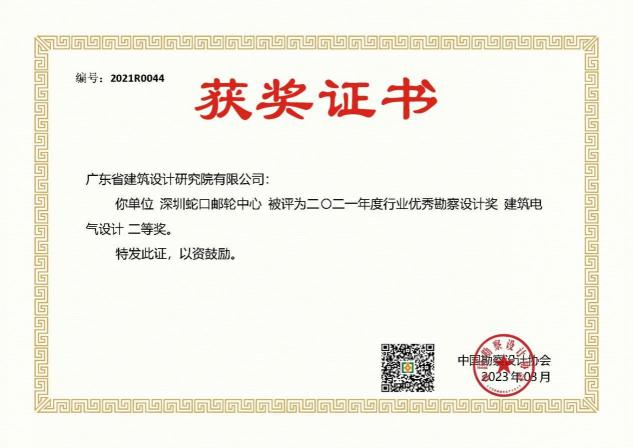 编号：2021R0044
获奖证书
广东省建筑设计研究院有限公司：
你单位 深圳蛇口邮轮中心 被评为二〇二一年度行业优秀勘察设计奖 建筑电
气设计 二等奖。
特发此证，以资鼓励。
中国勘察设计协会
2023年03月